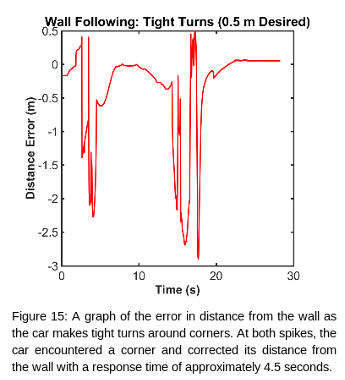 Wall Following: Tight Turns (0.5 m Desired)
0.5
0
-0.5
-1
-1.5
-2
-2.5
-3
Distance Error (m)
0
10
20
30
Time (s)
Figure 15: A graph of the error in distance from the wall as
the car makes tight turns around corners. At both spikes, the
car encountered a corner and corrected its distance from
the wall with a response time of approximately 4.5 seconds.